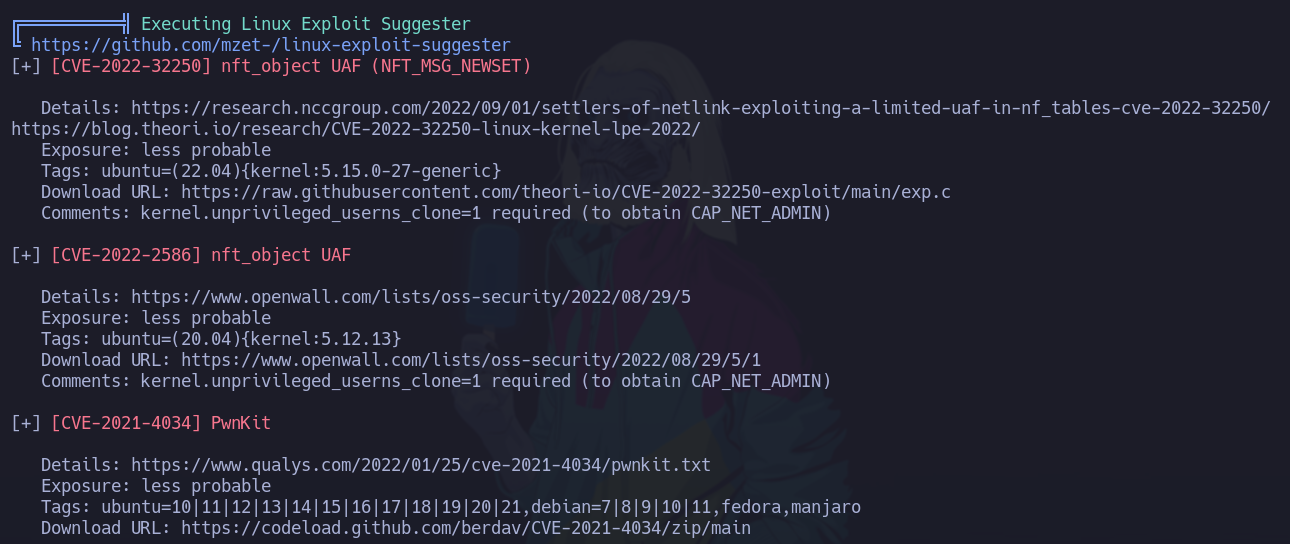 ╔══════════╣ Executing Linux Exploit Suggester
╚ https://github.com/mzet-/linux-exploit-suggester
[+] [CVE-2022-32250] nft_object UAF (NFT_MSG_NEWSET)
Details: https://research.nccgroup.com/2022/09/01/settlers-of-netlink-exploiting-a-limited-uaf-in-nf_tables-cve-2022-32250/
https://blog.theori.io/research/CVE-2022-32250-linux-kernel-lpe-2022/
Exposure: less probable
Tags: ubuntu=(22.04){kernel:5.15.0-27-generic}
Download URL: https://raw.githubusercontent.com/theori-io/CVE-2022-32250-exploit/main/exp.c
Comments: kernel.unprivileged_userns_clone=1 required (to obtain CAP_NET_ADMIN)
[+] [CVE-2022-2586] nft_object UAF
Details: https://www.openwall.com/lists/oss-security/2022/08/29/5
Exposure: less probable
Tags: ubuntu=(20.04){kernel:5.12.13}
Download URL: https://www.openwall.com/lists/oss-security/2022/08/29/5/1
Comments: kernel.unprivileged_userns_clone=1 required (to obtain CAP_NET_ADMIN)
[+] [CVE-2021-4034] PwnKit
Details: https://www.qualys.com/2022/01/25/cve-2021-4034/pwnkit.txt
Exposure: less probable
Tags: ubuntu=10|11|12|13|14|15|16|17|18|19|20|21,debian=7|8|9|10|11,fedora,manjaro
Download URL: https://codeload.github.com/berdav/CVE-2021-4034/zip/main